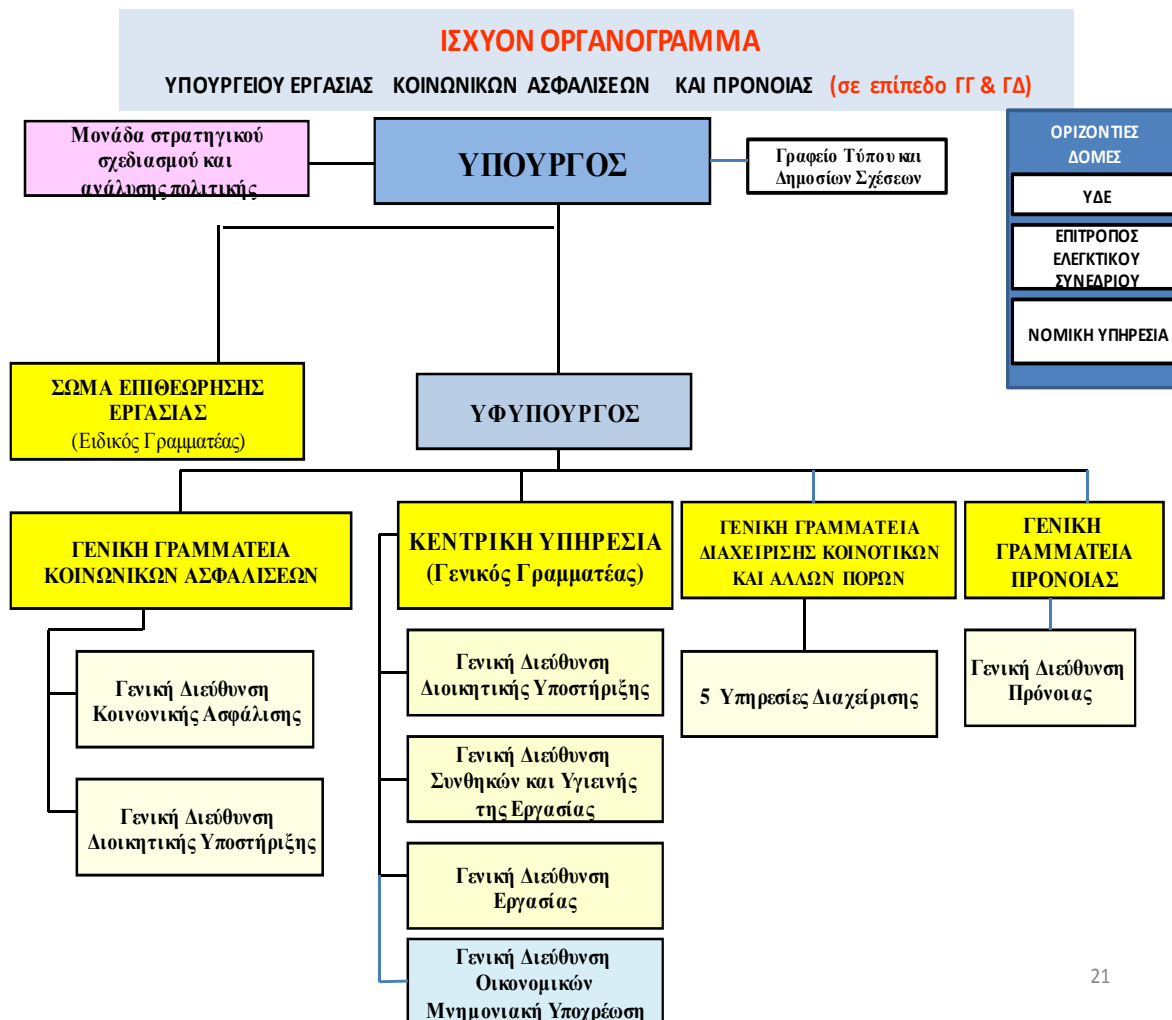 ΙΣΧΥΟΝ ΟΡΓΑΝΟΓΡΑΜΜΑ
ΥΠΟΥΡΓΕΙΟΥ ΕΡΓΑΣΙΑΣ ΚΟΙΝΩΝΙΚΩΝ ΑΣΦΑΛΙΣΕΩΝ ΚΑΙ ΠΡΟΝΟΙΑΣ (σε επίπεδο ΓΓ & ΓΔ)
Μονάδα στρατηγικού
σχεδιασμού και
ανάλυσης πολιτικής
ΥΠΟΥΡΓΟΣ
Γραφείο Τύπου και
Δημοσίων Σχέσεων
ΟΡΙΖΟΝΤΙΕΣ
ΔΟΜΕΣ
ΥΔΕ
ΕΠΙΤΡΟΠΟΣ
ΕΛΕΓΚΤΙΚΟΥ
ΣΥΝΕΔΡΙΟΥ
ΝΟΜΙΚΗ ΥΠΗΡΕΣΙΑ
ΣΩΜΑ ΕΠΙΘΕΩΡΗΣΗΣ
ΕΡΓΑΣΙΑΣ
(Ειδικός Γραμματέας)
ΥΦΥΠΟΥΡΓΟΣ
ΓΕΝΙΚΗ ΓΡΑΜΜΑΤΕΙΑ
ΚΟΙΝΩΝΙΚΩΝ ΑΣΦΑΛΙΣΕΩΝ
ΚΕΝΤΡΙΚΗ ΥΠΗΡΕΣΙΑ
(Γενικός Γραμματέας)
ΓΕΝΙΚΗ ΓΡΑΜΜΑΤΕΙΑ
ΔΙΑΧΕΙΡΙΣΗΣ ΚΟΙΝΟΤΙΚΩΝ
ΚΑΙ ΑΛΛΩΝ ΠΟΡΩΝ
ΓΕΝΙΚΗ
ΓΡΑΜΜΑΤΕΙΑ
ΠΡΟΝΟΙΑΣ
Γενική Διεύθυνση
Κοινωνικής Ασφάλισης
Γενική Διεύθυνση
Διοικητικής Υποστήριξης
Γενική Διεύθυνση
Διοικητικής Υποστήριξης
Γενική Διεύθυνση
Συνθηκών και Υγιεινής
της Εργασίας
Γενική Διεύθυνση
Εργασίας
Γενική Διεύθυνση
Οικονομικών
Μνημονιακή Υποχρέωση
5 Υπηρεσίες Διαχείρισης
Γενική Διεύθυνση
Πρόνοιας
21